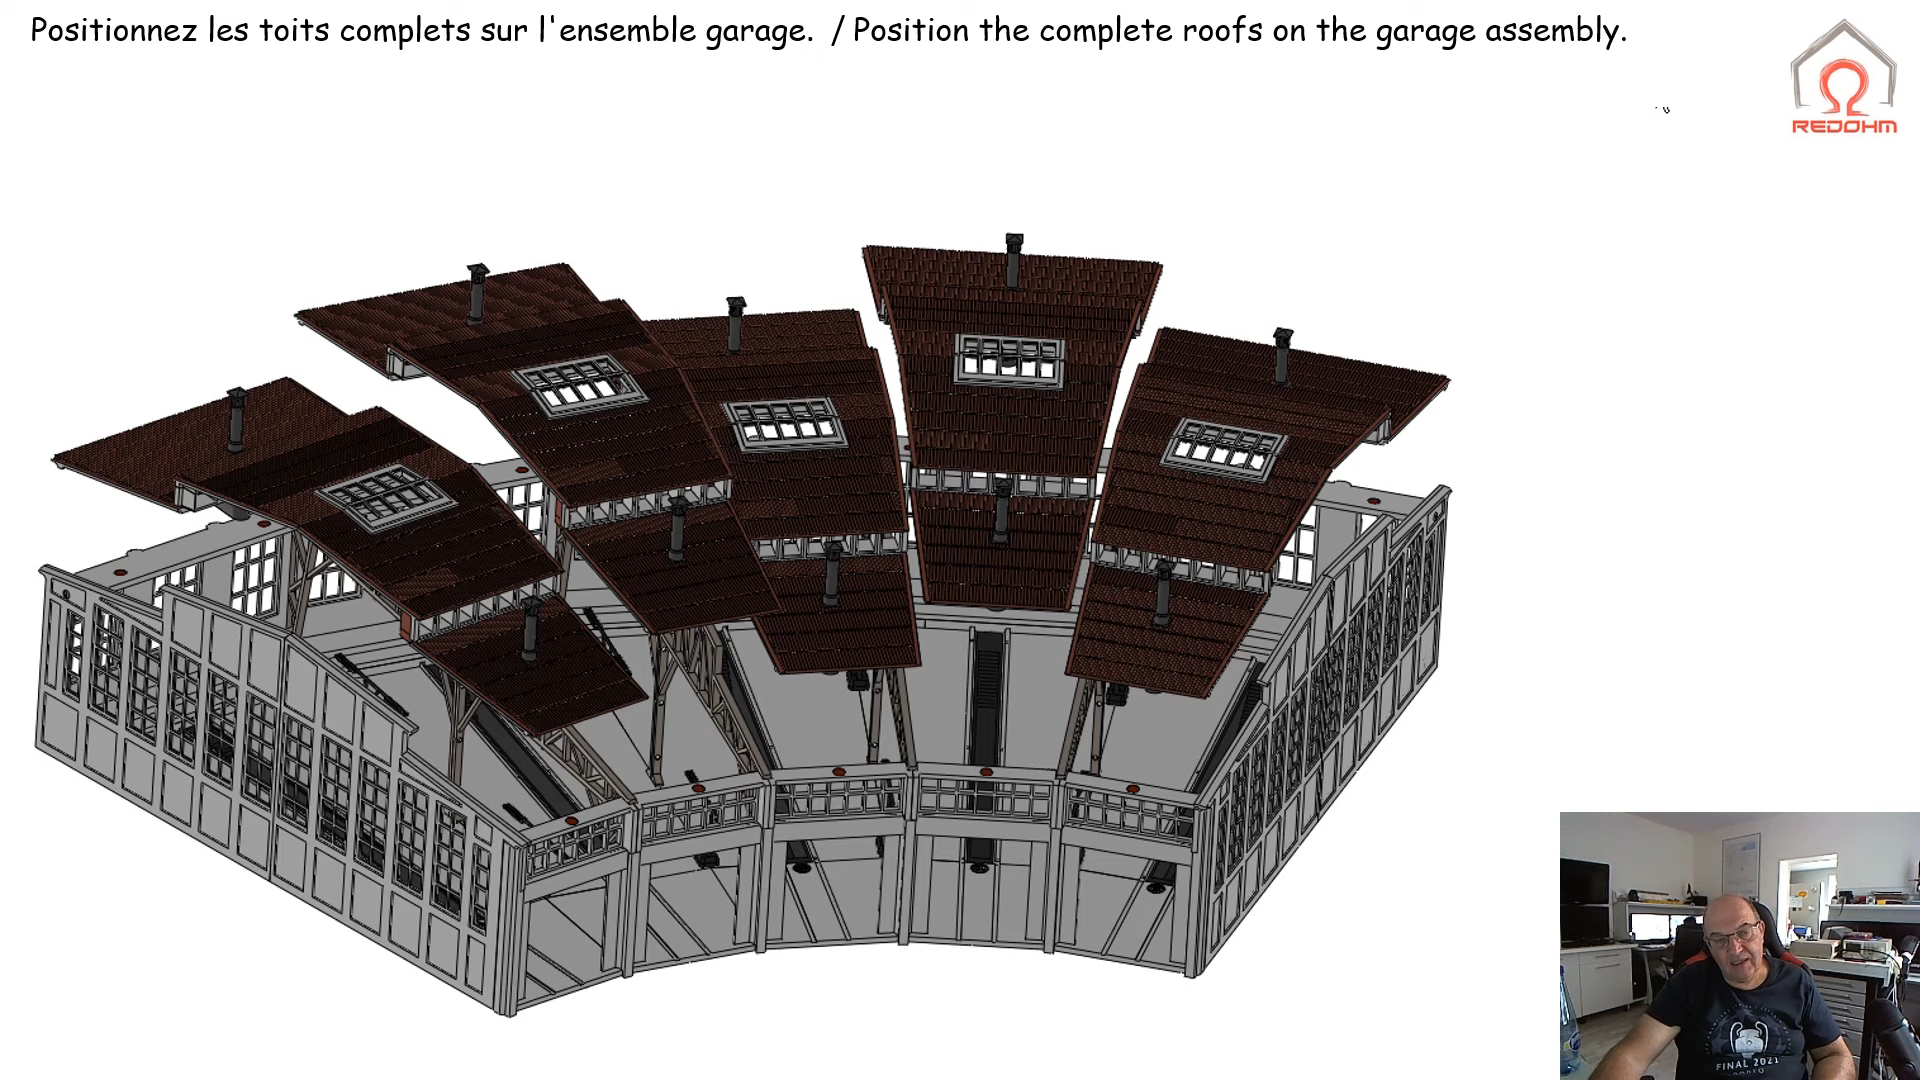 Positionnez les toits complets sur l'ensemble garage. / Position the complete roofs on the garage assembly.
REDOHM
FINAL 2021